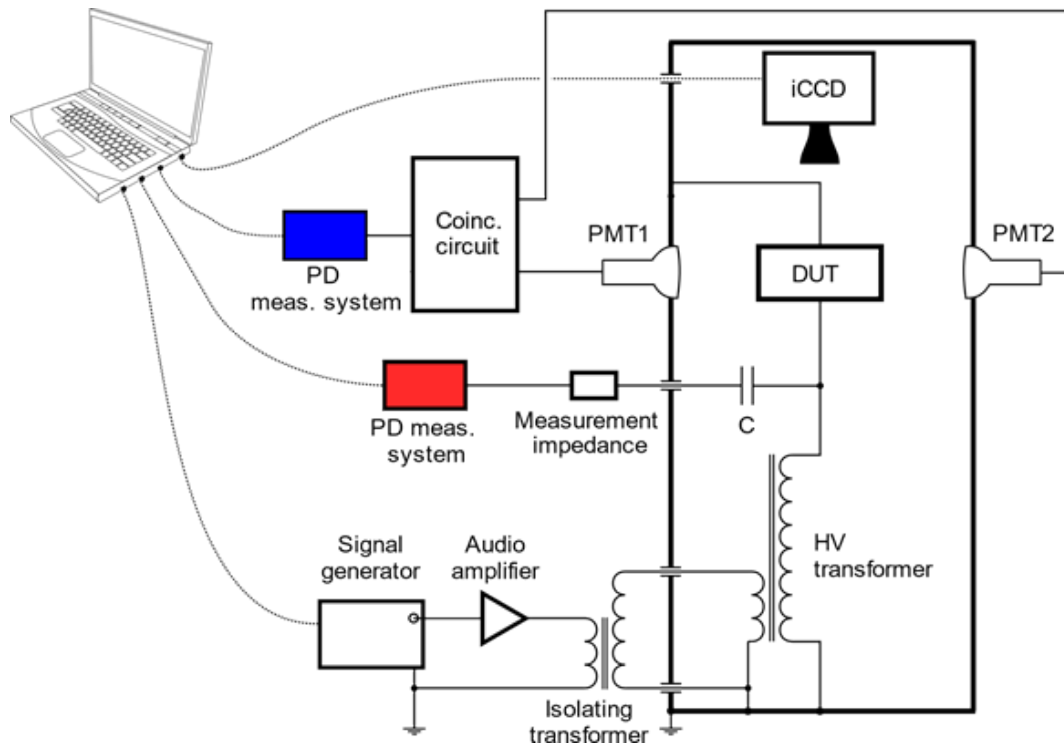 iCCD
Coinc.
circuit
PMT1
PMT2
DUT
PD
meas. system
PD meas.
system
Measurement
impedance
C
Signal
generator
Audio
amplifier
HV
transformer
Isolating
transformer